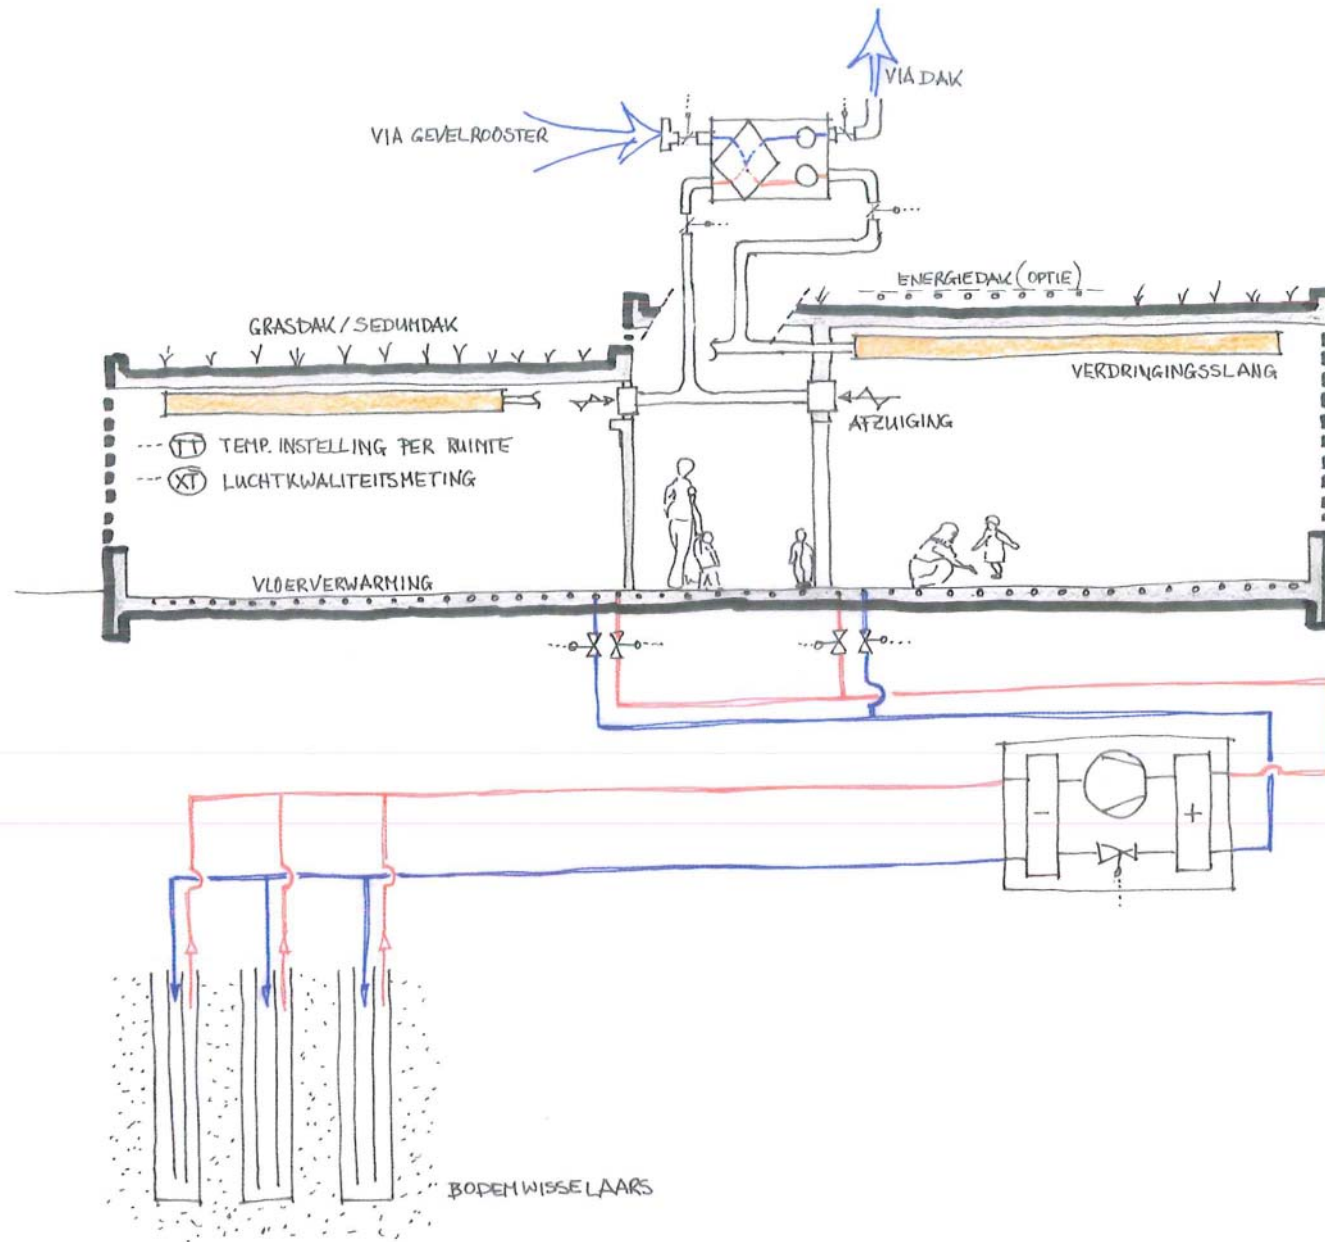 VIA DAK
VIA GEVELROOSTER
ENERGIEDAK (OPTIE)
GRASDAK / SEDUMDAK
VERDRINGINGSSLANG
AFZUIGING
TT TEMP. INSTELLING PER RUIMTE
XT LUCHTKWALITEITSMETING
VLOERVERWARMING
- +
BODEMWISSELAARS